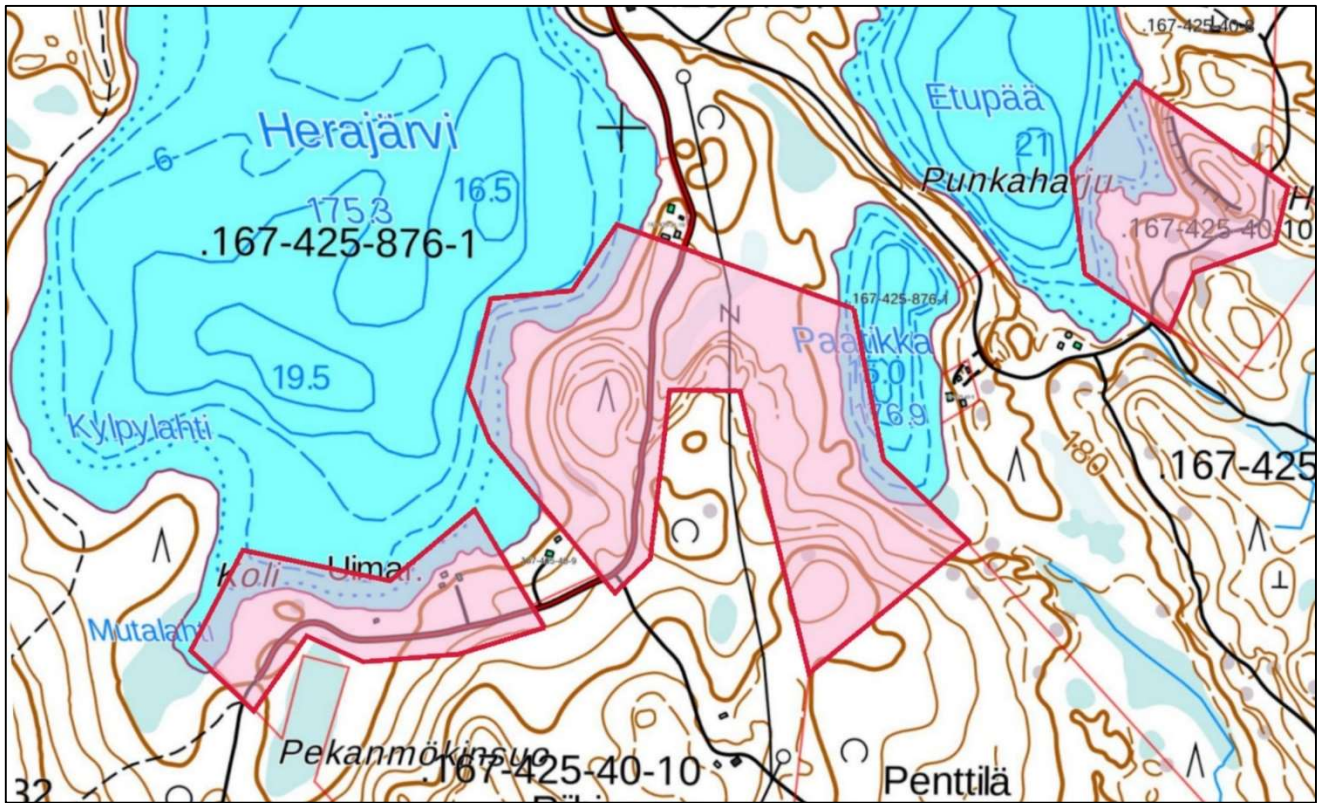 .167-425-40-8
Etupää
Herajärvi
6
21
16.5
175.3
Punkaharju
.167-425-876-1
.167-425-40-10
.167-425-876-1
N
Paatikka
15.0
19.5
176.9
Kylpylahti
180
.167-425
Koli
Uimar.
Mutalahti
Pekanmökinsuo
.167-425-40-10
Penttilä
32